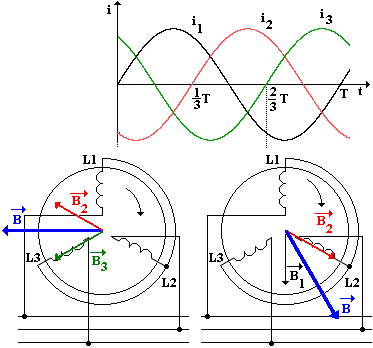 i
i1 i2 i3
1/3 T 2/3 T T t
L1 L1
B B2 B2
L3 B3 L2 L3 B1 L2
B